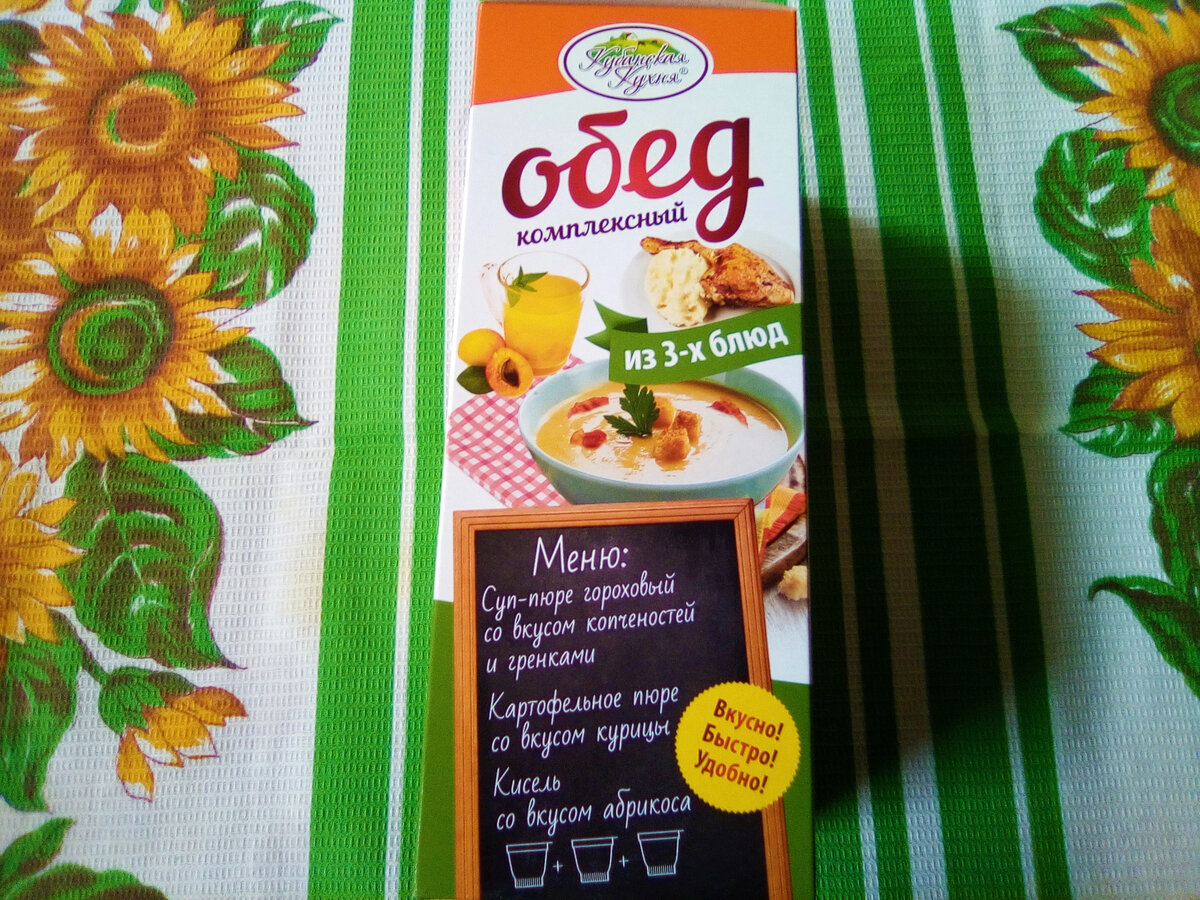 Кубанская
Кухня®
обед
комплексный
из 3-х блюд
Меню:
Суп-пюре гороховый
со вкусом копченостей
и гренками
Картофельное пюре
со вкусом курицы
Кисель
со вкусом абрикоса
+ +
Вкусно!
Быстро!
Удобно!